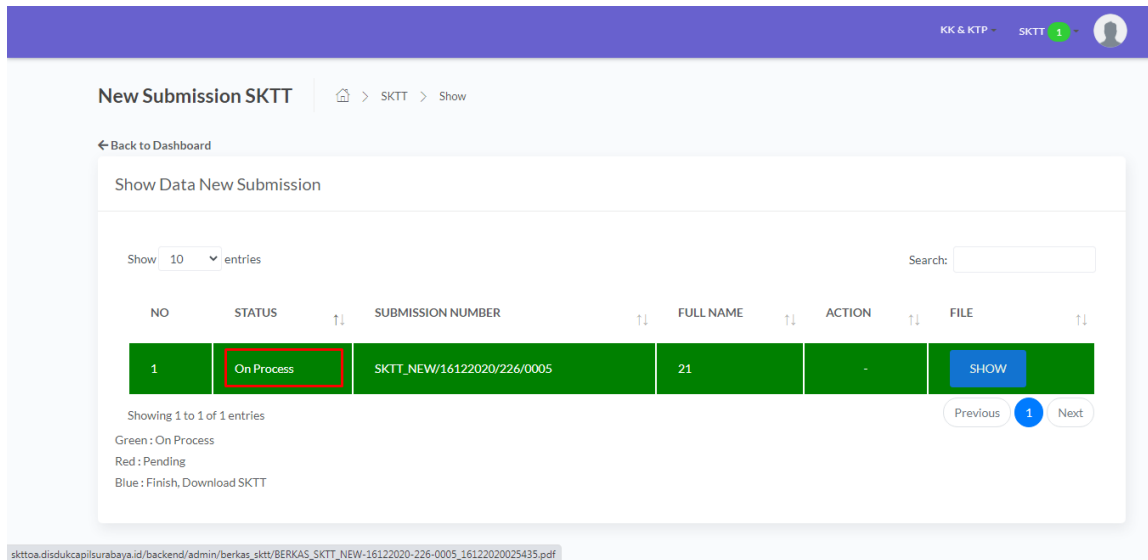 KK & KTP SKTT 1
New Submission SKTT > SKTT > Show
Back to Dashboard
Show Data New Submission
Show 10 entries Search:
NO STATUS SUBMISSION NUMBER FULL NAME ACTION FILE
1 On Process SKTT_NEW/16122020/226/0005 21 - SHOW
Showing 1 to 1 of 1 entries Previous 1 Next
Green : On Process
Red : Pending
Blue : Finish, Download SKTT
skttoa.disdukcapilsurabaya.id/backend/admin/berkas_sktt/BERKAS_SKTT_NEW-16122020-226-0005_16122020025435.pdf